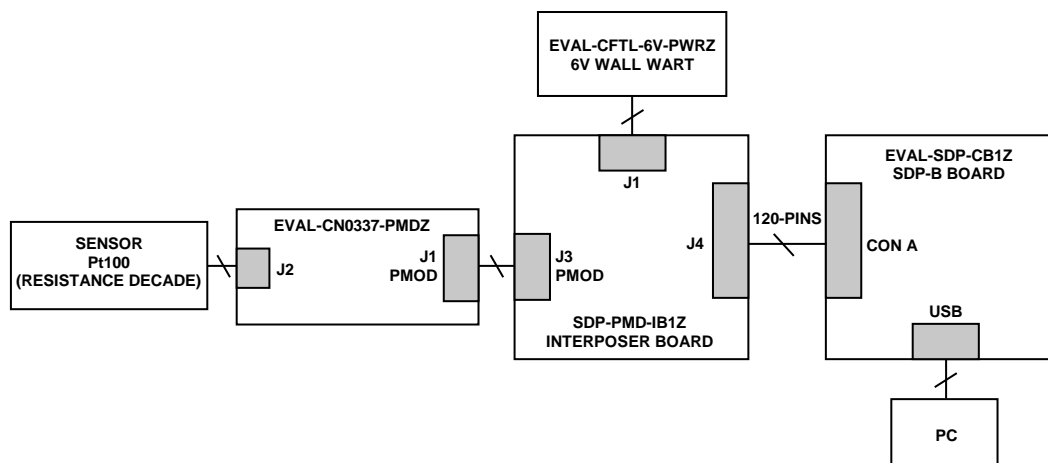 EVAL-CFTL-6V-PWRZ
6V WALL WART
J1
EVAL-SDP-CB1Z
SDP-B BOARD
120-PINS
J4
CON A
EVAL-CN0337-PMDZ
SENSOR
Pt100
(RESISTANCE DECADE)
J2
J1
PMOD
J3
PMOD
SDP-PMD-IB1Z
INTERPOSER BOARD
USB
PC